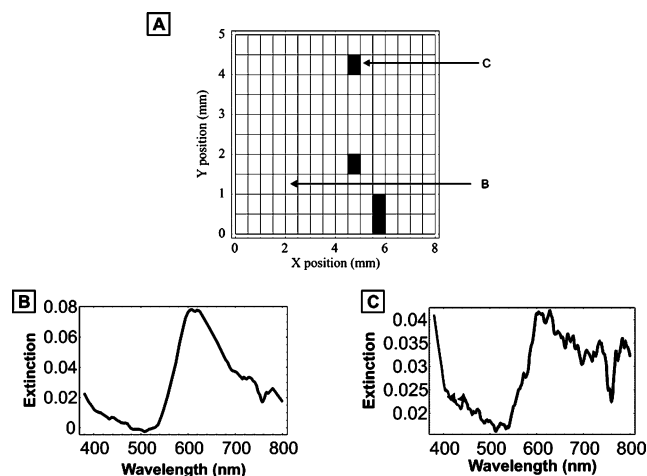 A
5
4
3
2
1
0
Y position (mm)
0 2 4 6 8
X position (mm)
C
B
B
0.08
0.06
0.04
0.02
0
Extinction
400 500 600 700 800
Wavelength (nm)
C
0.04
0.035
0.03
0.025
0.02
Extinction
400 500 600 700 800
Wavelength (nm)